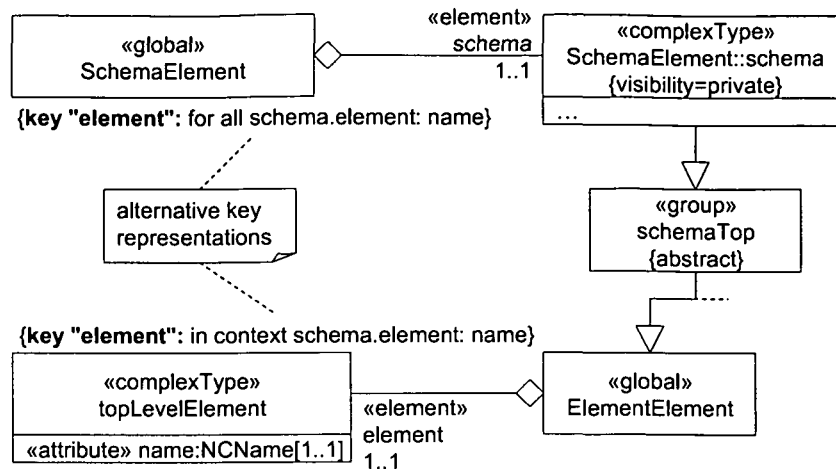 «global»
SchemaElement
«element»
schema
1..1
«complexType»
SchemaElement::schema
{visibility=private}
...
{key "element": for all schema.element: name}
alternative key
representations
«group»
schemaTop
{abstract}
{key "element": in context schema.element: name}
«complexType»
topLevelElement
«attribute» name:NCName[1..1]
«element»
element
1..1
«global»
ElementElement